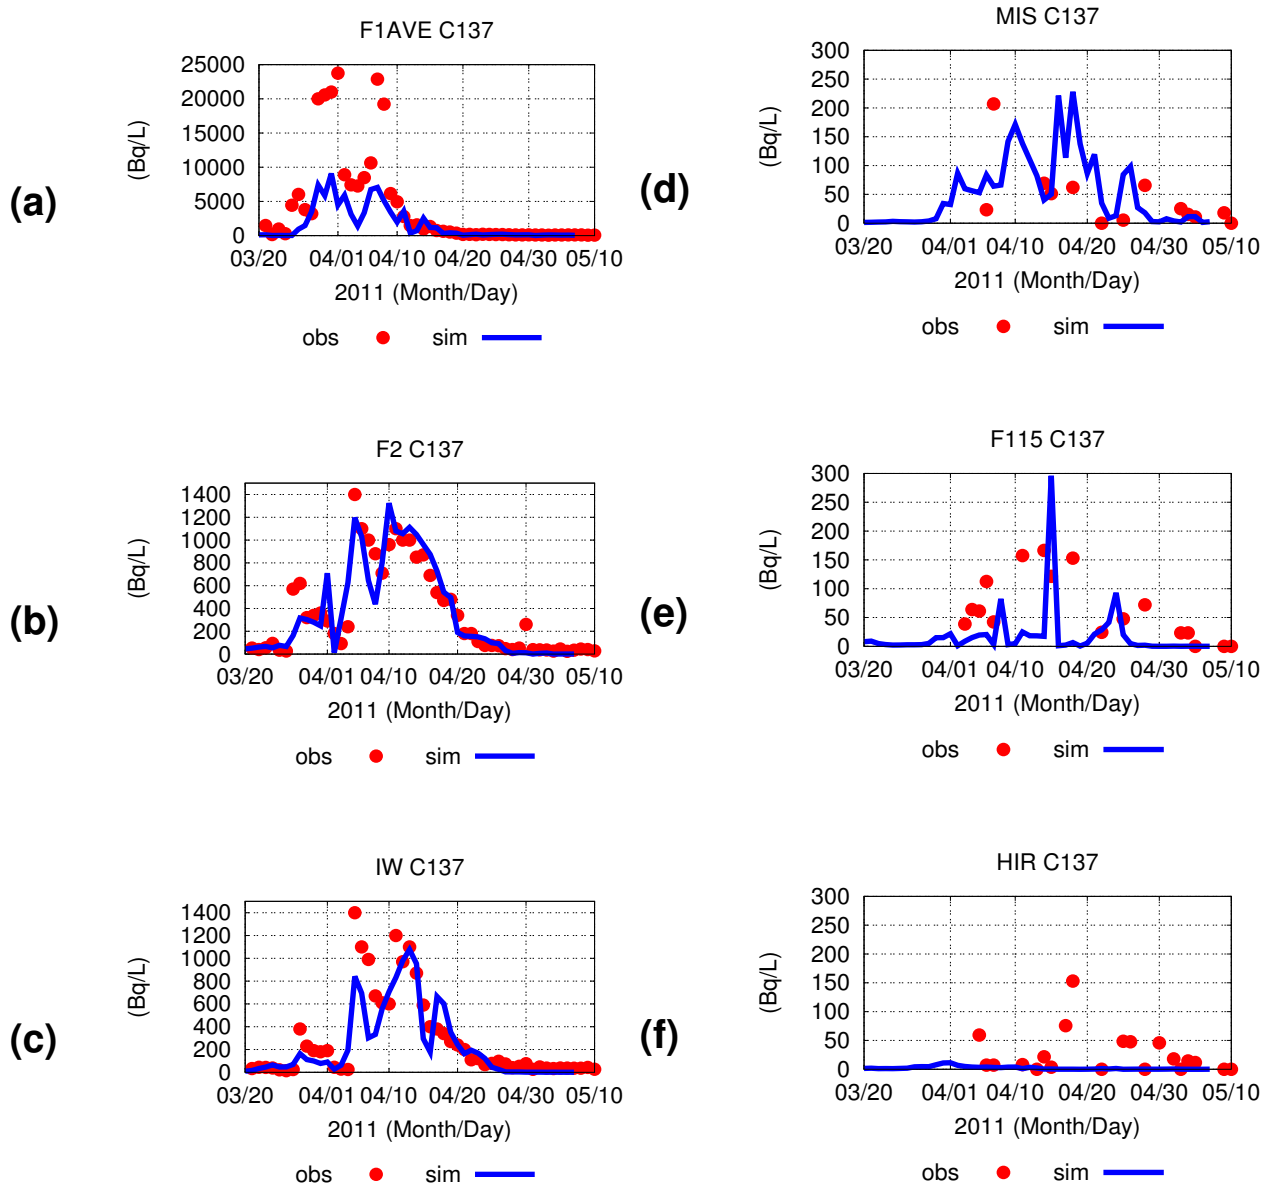 (a)
F1AVE C137
(Bq/L)
25000
20000
15000
10000
5000
0
03/20 04/01 04/10 04/20 04/30 05/10
2011 (Month/Day)
obs sim
(b)
F2 C137
(Bq/L)
1400
1200
1000
800
600
400
200
0
03/20 04/01 04/10 04/20 04/30 05/10
2011 (Month/Day)
obs sim
(c)
IW C137
(Bq/L)
1400
1200
1000
800
600
400
200
0
03/20 04/01 04/10 04/20 04/30 05/10
2011 (Month/Day)
obs sim
(d)
MIS C137
(Bq/L)
300
250
200
150
100
50
0
03/20 04/01 04/10 04/20 04/30 05/10
2011 (Month/Day)
obs sim
(e)
F115 C137
(Bq/L)
300
250
200
150
100
50
0
03/20 04/01 04/10 04/20 04/30 05/10
2011 (Month/Day)
obs sim
(f)
HIR C137
(Bq/L)
300
250
200
150
100
50
0
03/20 04/01 04/10 04/20 04/30 05/10
2011 (Month/Day)
obs sim